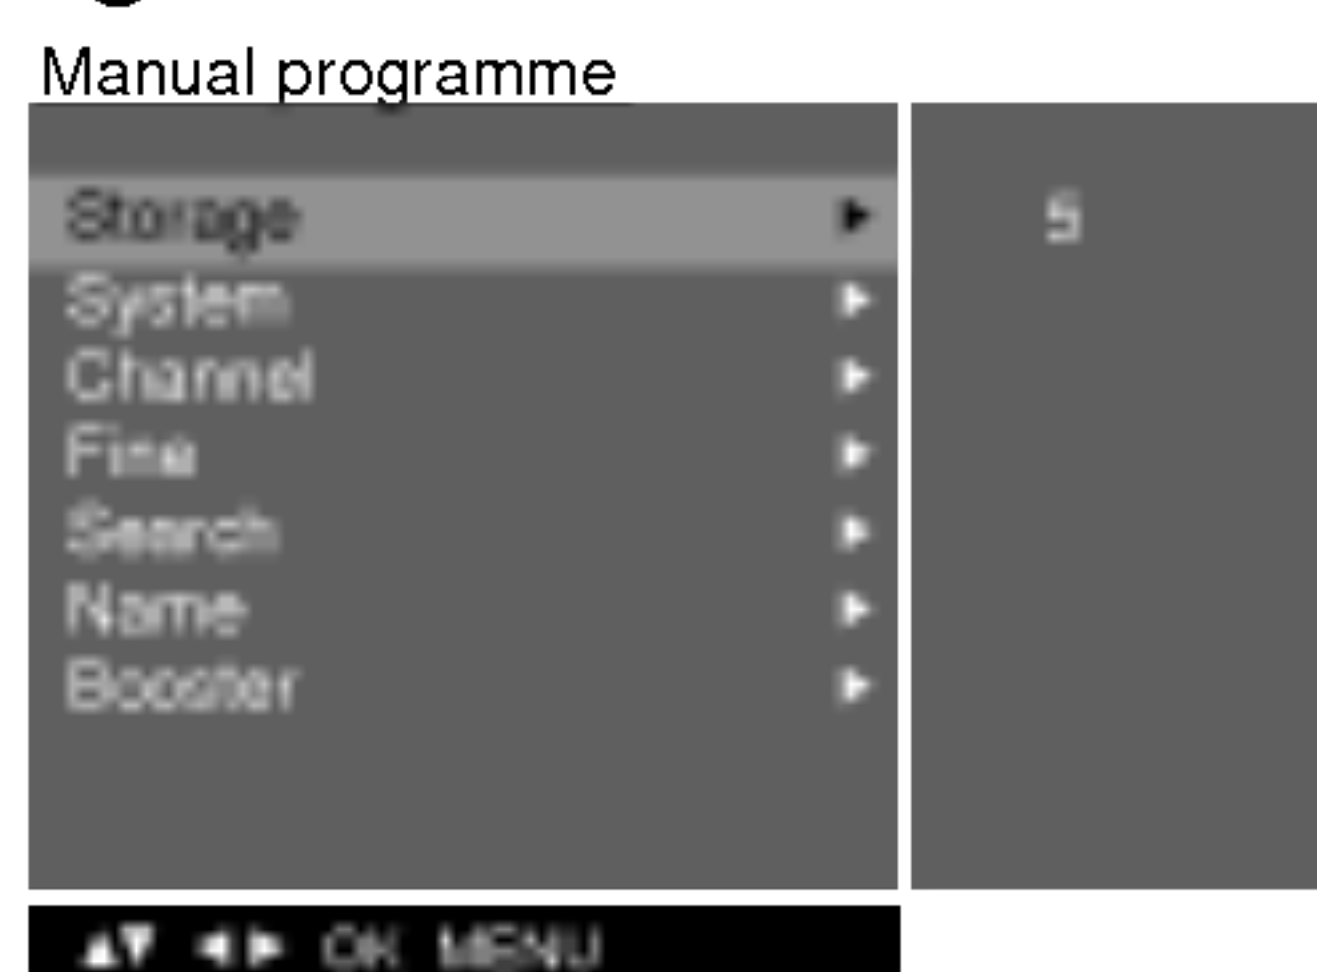 Manual programme
Storage ► 5
System ►
Channel ►
Fine ►
Search ►
Name ►
Booster ►
▲▼ ◄► OK MENU